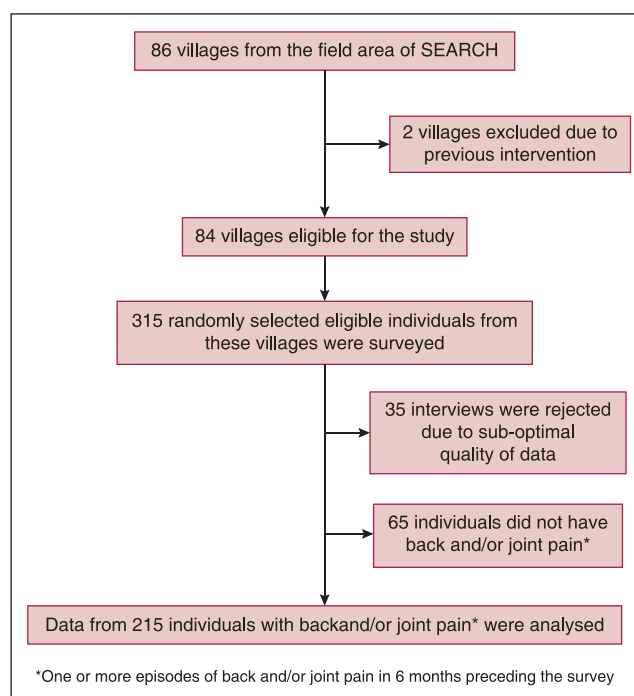 86 villages from the field area of SEARCH
2 villages excluded due to
previous intervention
84 villages eligible for the study
315 randomly selected eligible individuals from
these villages were surveyed
35 interviews were rejected
due to sub-optimal
quality of data
65 individuals did not have
back and/or joint pain*
Data from 215 individuals with backand/or joint pain* were analysed
*One or more episodes of back and/or joint pain in 6 months preceding the survey